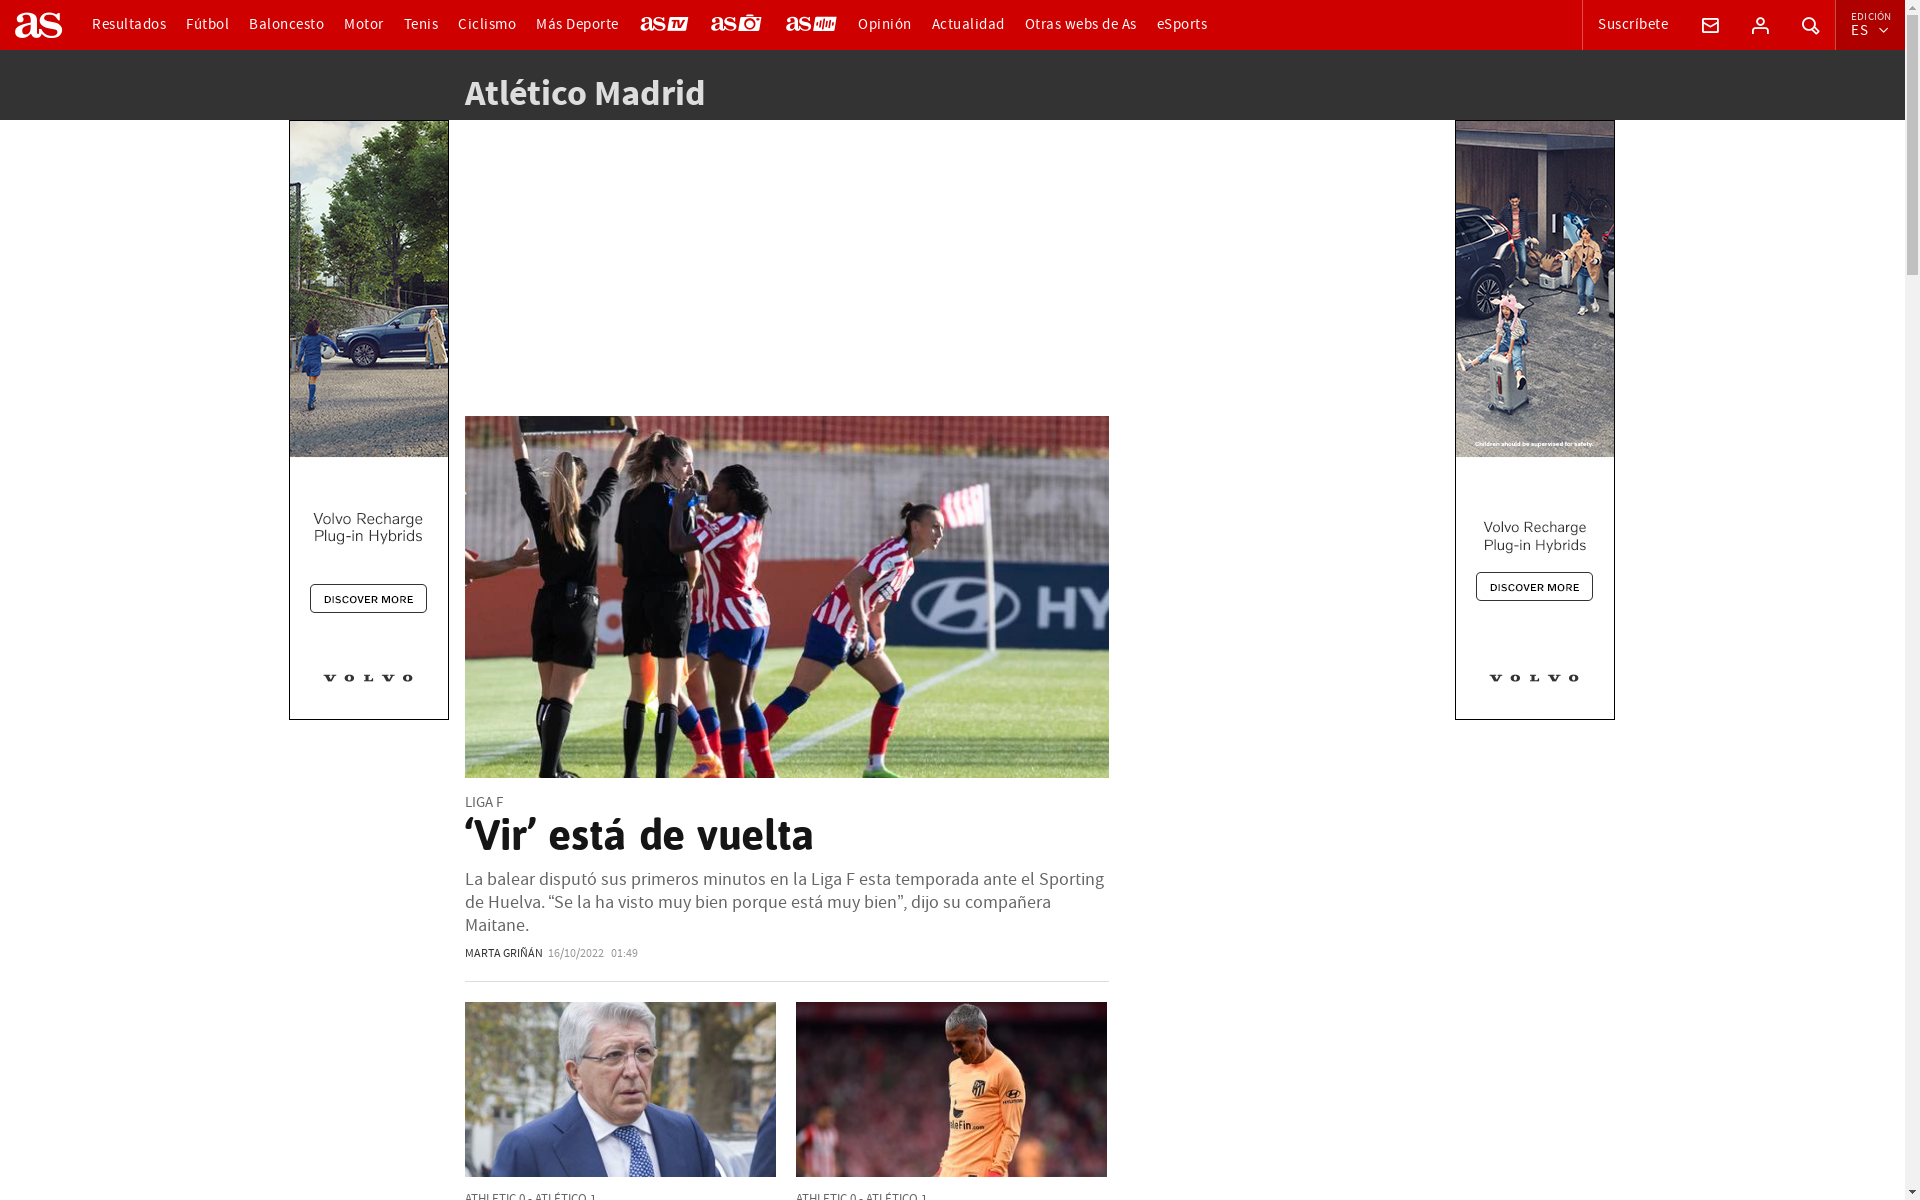 as
Resultados
Fútbol
Baloncesto
Motor
Tenis
Ciclismo
Más Deporte
as TV
as
as
Opinión
Actualidad
Otras webs de As
eSports
Suscríbete
EDICIÓN
ES
Atlético Madrid
Children should be supervised for safety.
Volvo Recharge
Plug-in Hybrids
DISCOVER MORE
VOLVO
HY
Volvo Recharge
Plug-in Hybrids
DISCOVER MORE
VOLVO
LIGA F
‘Vir’ está de vuelta
La balear disputó sus primeros minutos en la Liga F esta temporada ante el Sporting
de Huelva. “Se la ha visto muy bien porque está muy bien”, dijo su compañera
Maitane.
MARTA GRIÑÁN 16/10/2022 01:49
ATHLETIC 0 - ATLÉTICO 1
ATHLETIC 0 - ATLÉTICO 1